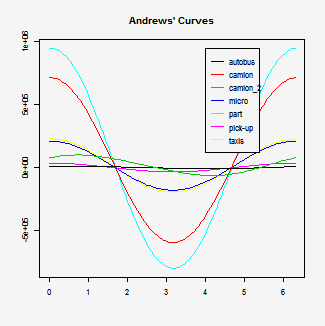 Andrews' Curves
1e+06
5e+05
0e+00
-5e+05
autobus
camion
camion_2
micro
part
pick-up
taxis
0 1 2 3 4 5 6